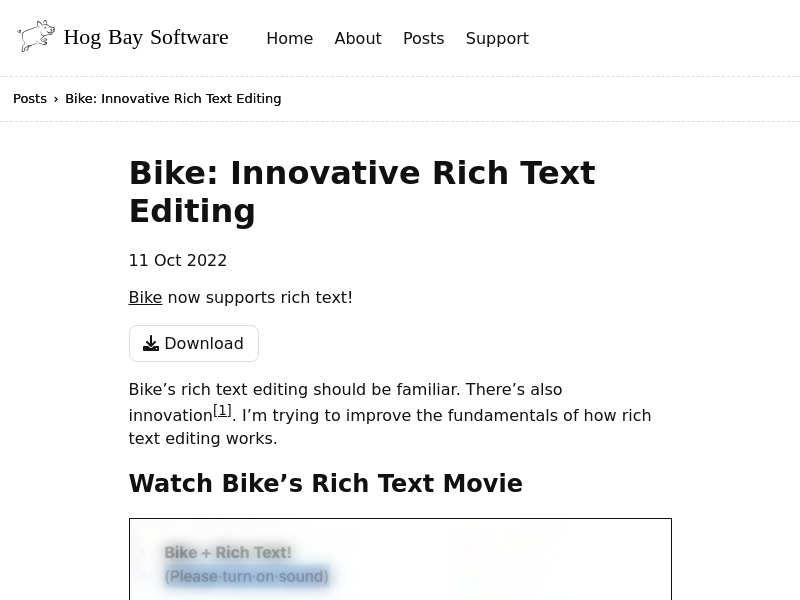 Hog Bay Software
Home About Posts Support
Posts › Bike: Innovative Rich Text Editing
Bike: Innovative Rich Text
Editing
11 Oct 2022
Bike now supports rich text!
Download
Bike’s rich text editing should be familiar. There’s also
innovation[1]. I’m trying to improve the fundamentals of how rich
text editing works.
Watch Bike’s Rich Text Movie
Bike + Rich Text!
(Please·turn·on·sound)